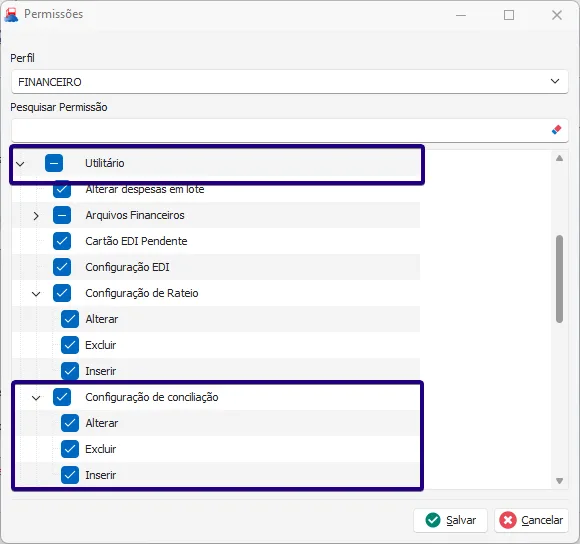 Permissões
Perfil
FINANCEIRO
Pesquisar Permissão
Utilitário
Alterar despesas em lote
Arquivos Financeiros
Cartão EDI Pendente
Configuração EDI
Configuração de Rateio
Alterar
Excluir
Inserir
Configuração de conciliação
Alterar
Excluir
Inserir
Salvar
Cancelar